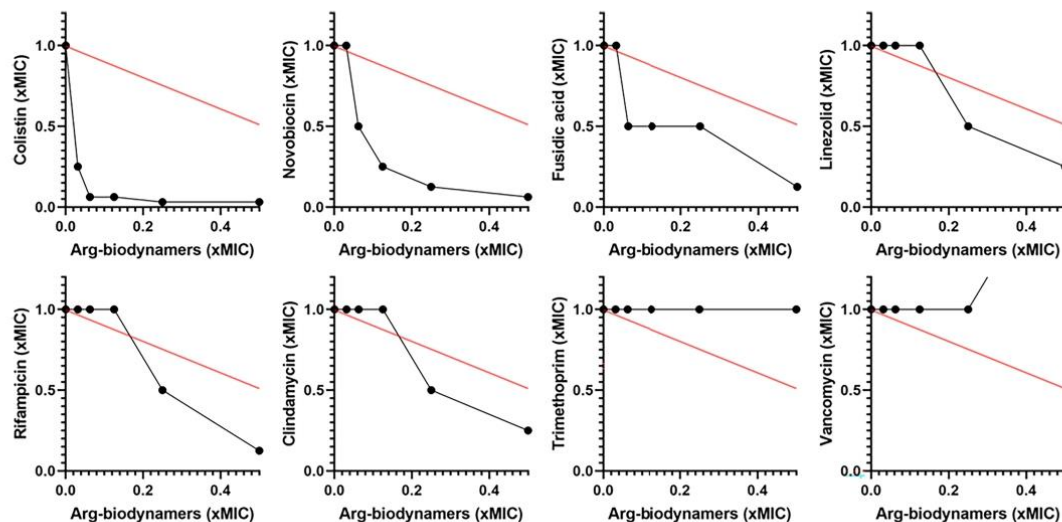 Colistin (xMIC)
1.0
0.5
0.0
0.0 0.2 0.4
Arg-biodynamers (xMIC)
Novobiocin (xMIC)
1.0
0.5
0.0
0.0 0.2 0.4
Arg-biodynamers (xMIC)
Fusidic acid (xMIC)
1.0
0.5
0.0
0.0 0.2 0.4
Arg-biodynamers (xMIC)
Linezolid (xMIC)
1.0
0.5
0.0
0.0 0.2 0.4
Arg-biodynamers (xMIC)
Rifampicin (xMIC)
1.0
0.5
0.0
0.0 0.2 0.4
Arg-biodynamers (xMIC)
Clindamycin (xMIC)
1.0
0.5
0.0
0.0 0.2 0.4
Arg-biodynamers (xMIC)
Trimethoprim (xMIC)
1.0
0.5
0.0
0.0 0.2 0.4
Arg-biodynamers (xMIC)
Vancomycin (xMIC)
1.0
0.5
0.0
0.0 0.2 0.4
Arg-biodynamers (xMIC)